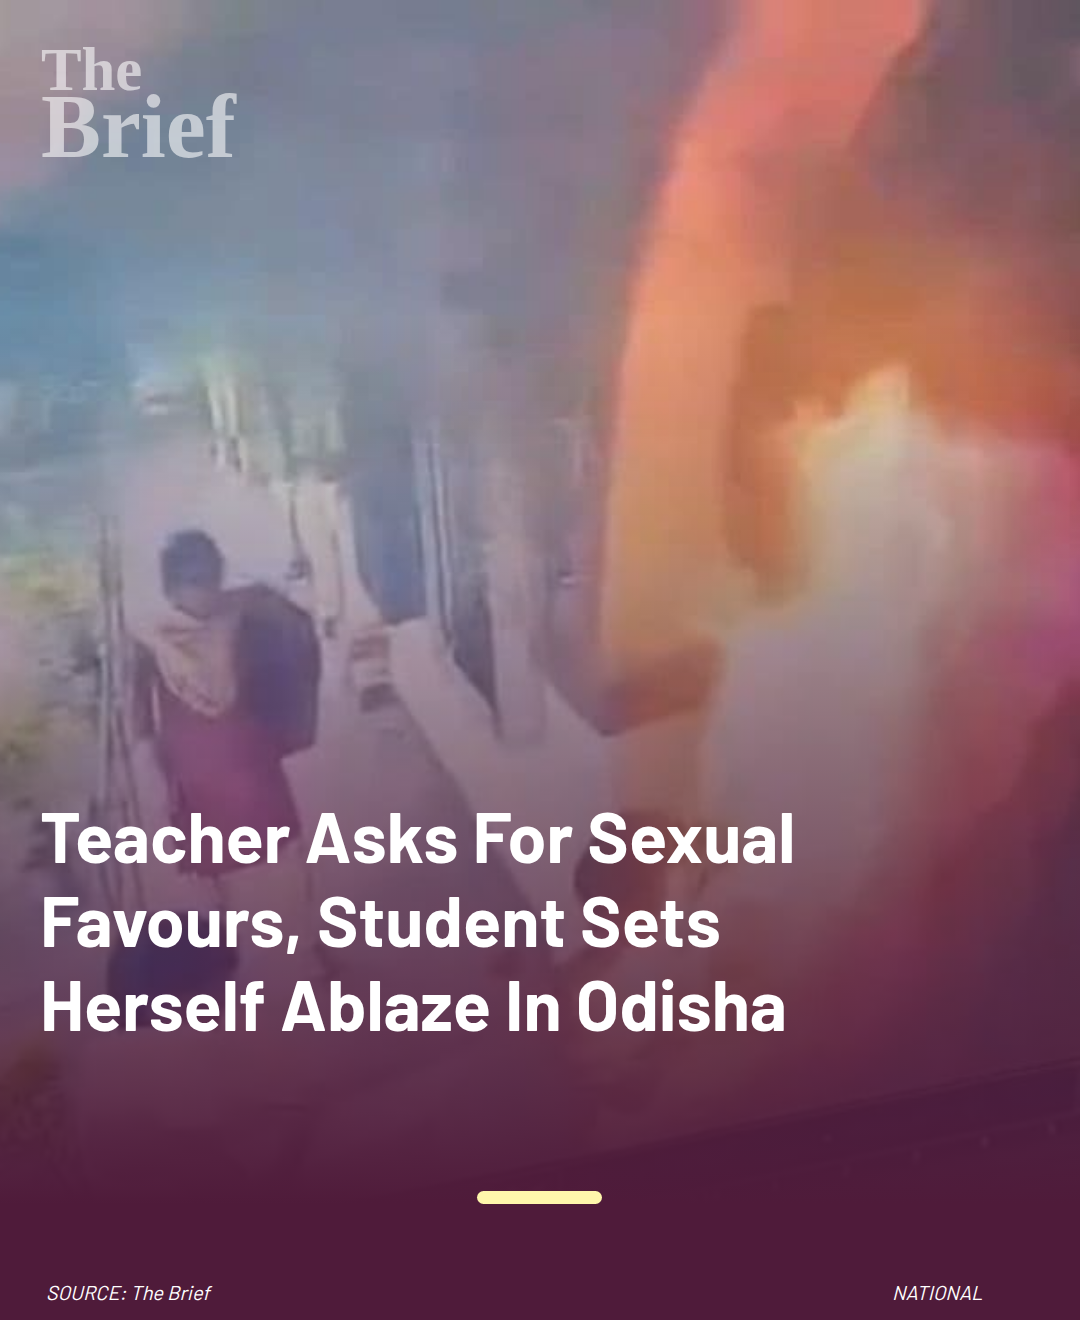 The
Brief
Teacher Asks For Sexual
Favours, Student Sets
Herself Ablaze In Odisha
SOURCE: The Brief
NATIONAL